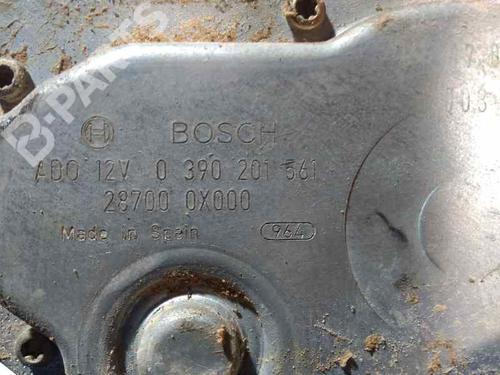 B-PARTS
BOSCH
ADO 12V 0 390 201 561
28700 0X000
Made in Spain
964